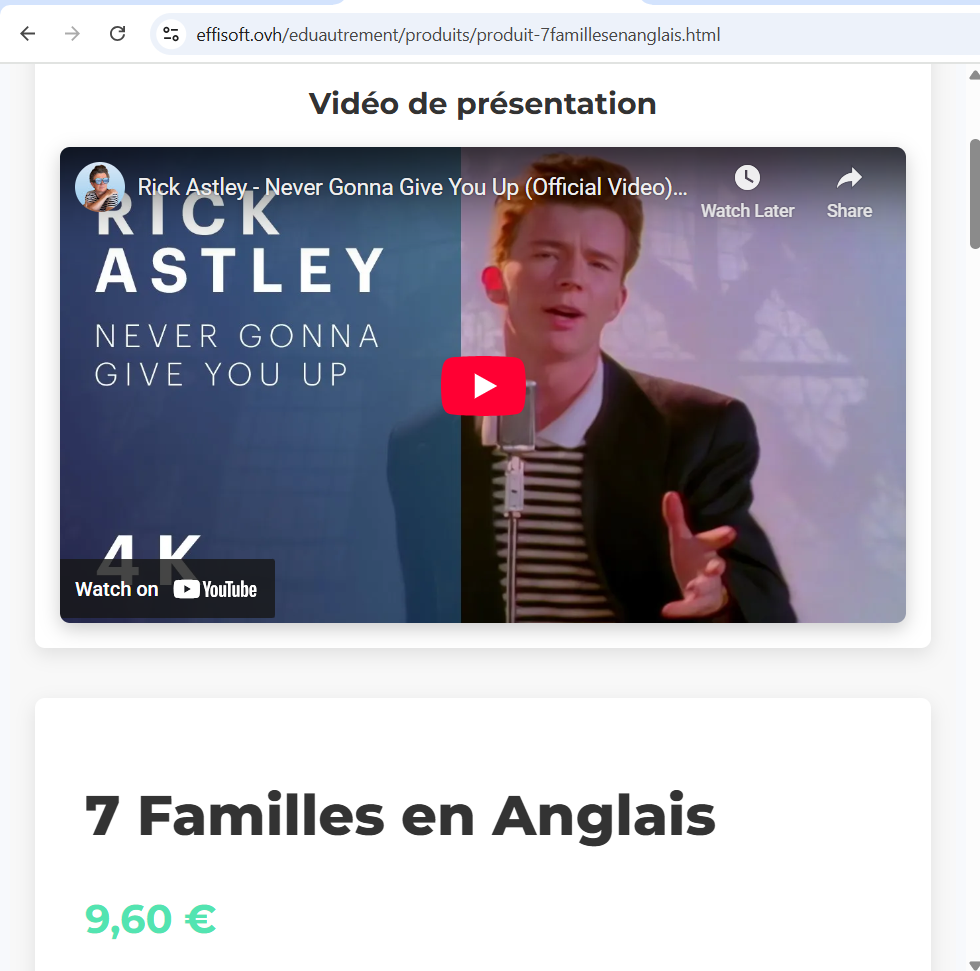 effisoft.ovh/eduautrement/produits/produit-7famillesenanglais.html
Vidéo de présentation
Rick Astley - Never Gonna Give You Up (Official Video)...
Watch Later
Share
RICK
ASTLEY
NEVER GONNA
GIVE YOU UP
4K
Watch on YouTube
7 Familles en Anglais
9,60 €